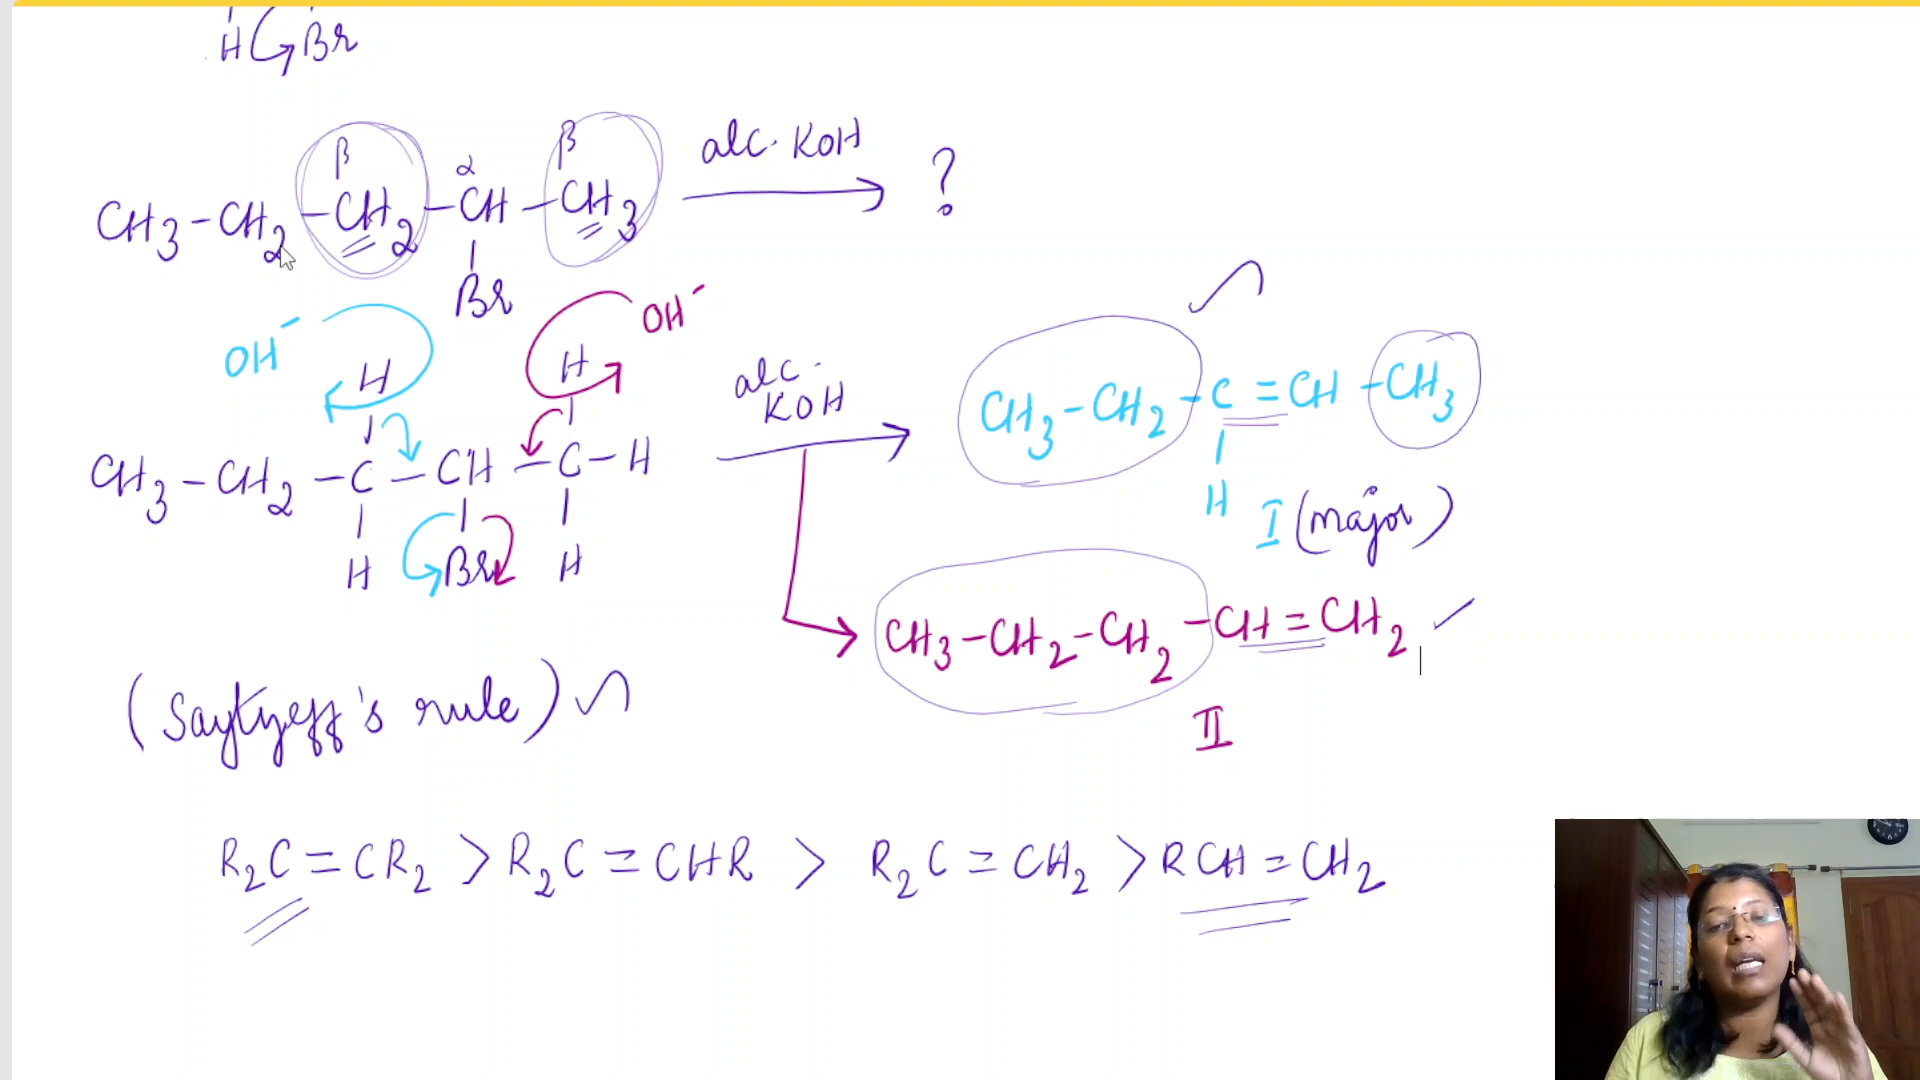 H Br
β β
α
CH3-CH2-CH2-CH-CH3 alc. KOH ?
|
Br
OH⁻ OH⁻
H H
CH3-CH2-C-CH-C-H alc. KOH
| | |
H Br H
CH3-CH2-C=CH-CH3
|
H
I (major)
CH3-CH2-CH2-CH=CH2
II
(Saytzeff's rule)
R2C=CR2 > R2C=CHR > R2C=CH2 > RCH=CH2